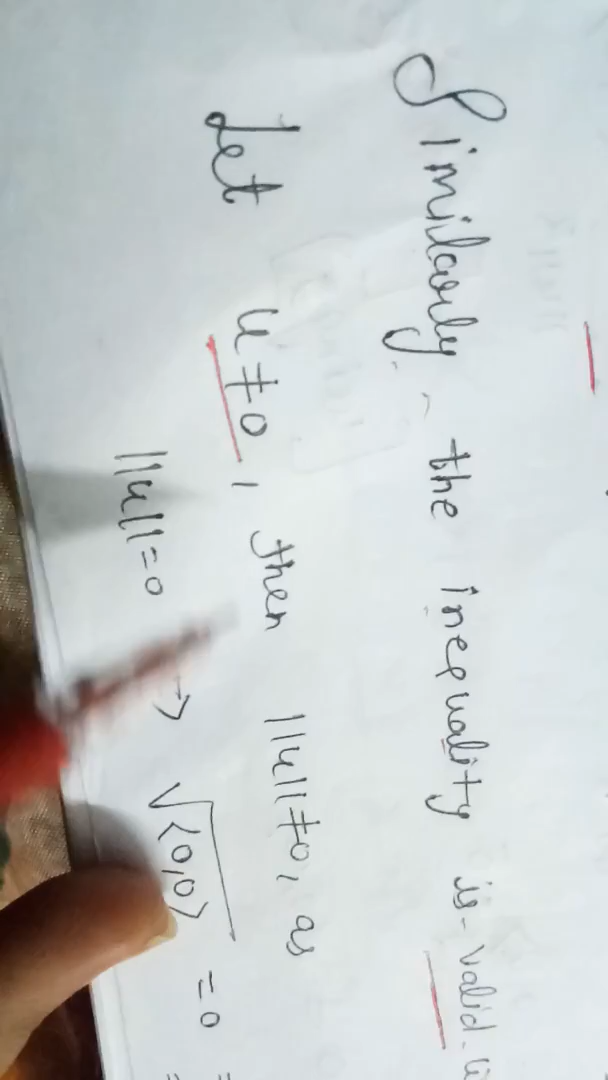 Similarly - the inequality is valid.
Let u ≠ 0, then ||u|| ≠ 0, as
||u|| = 0 → √⟨0,0⟩ = 0